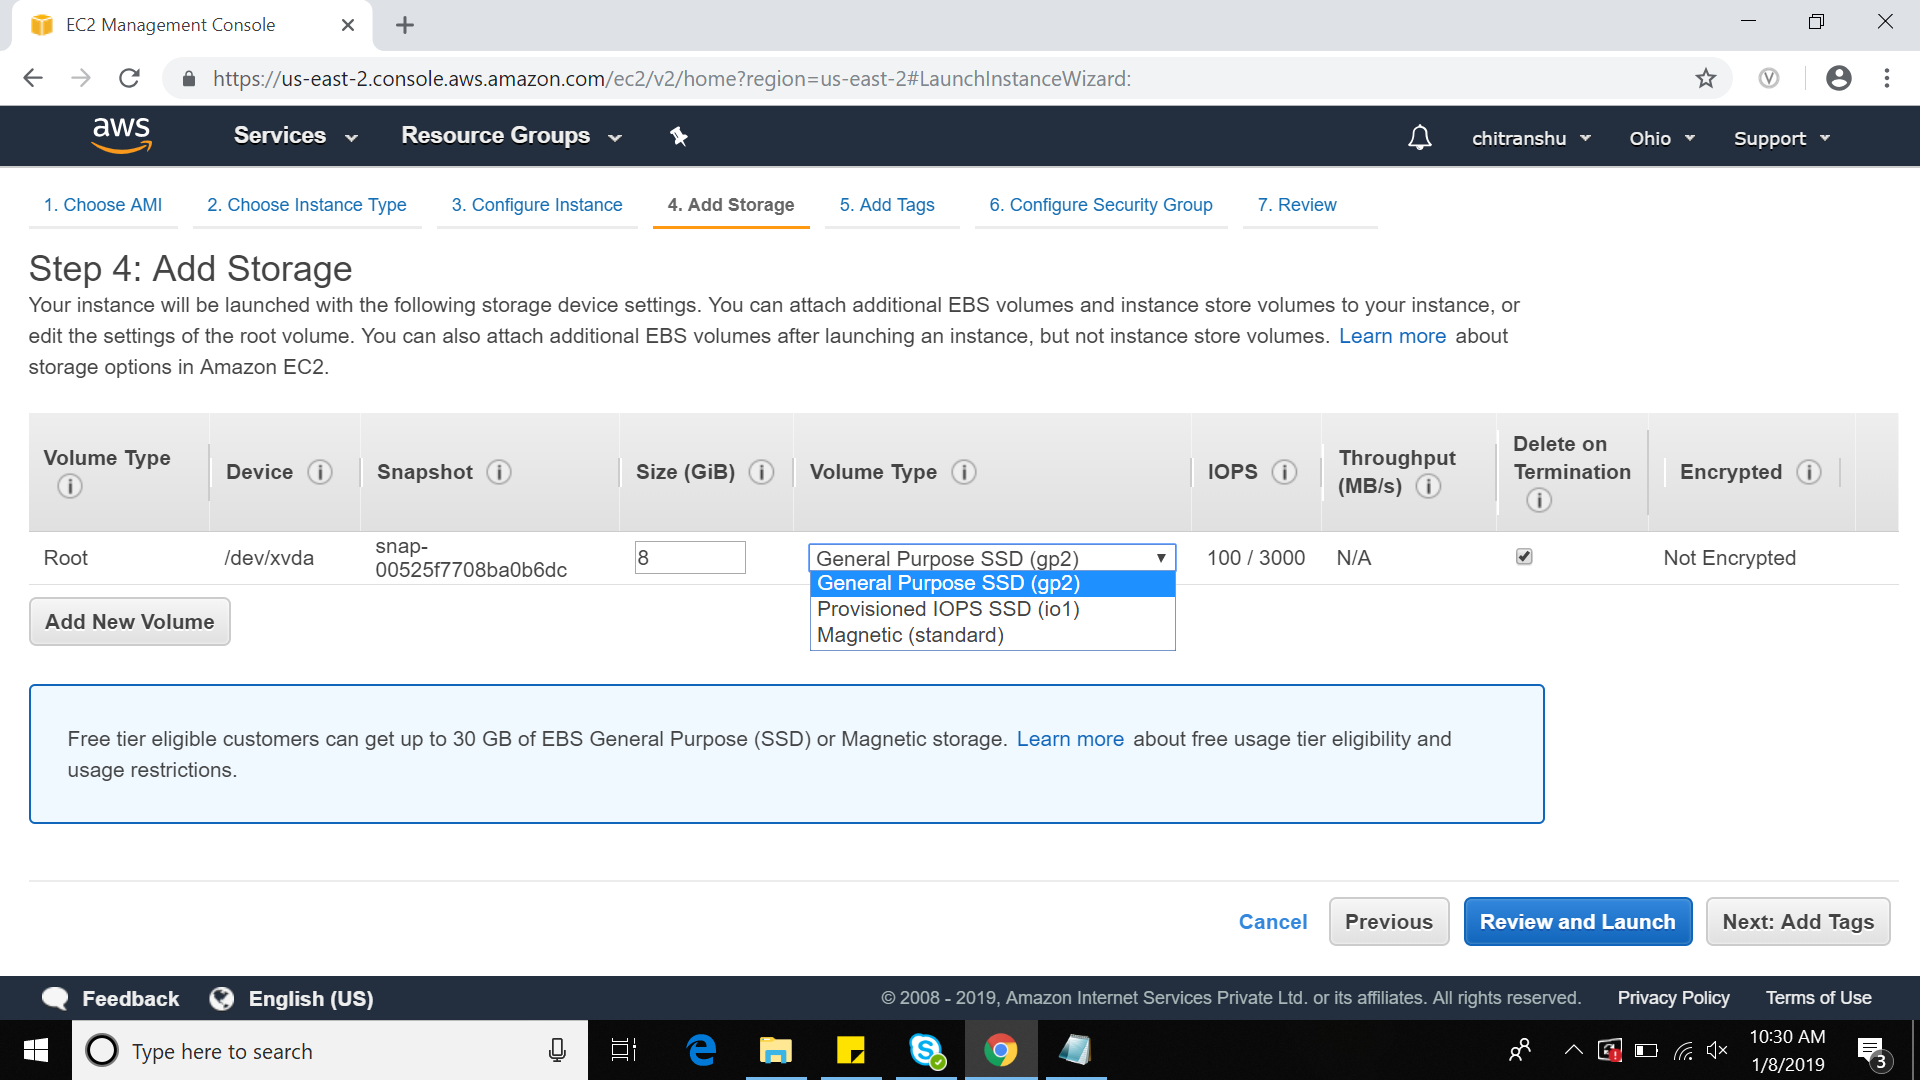 EC2 Management Console
https://us-east-2.console.aws.amazon.com/ec2/v2/home?region=us-east-2#LaunchInstanceWizard:
aws Services Resource Groups chitranshu Ohio Support
1. Choose AMI 2. Choose Instance Type 3. Configure Instance 4. Add Storage 5. Add Tags 6. Configure Security Group 7. Review
Step 4: Add Storage
Your instance will be launched with the following storage device settings. You can attach additional EBS volumes and instance store volumes to your instance, or
edit the settings of the root volume. You can also attach additional EBS volumes after launching an instance, but not instance store volumes. Learn more about
storage options in Amazon EC2.
Volume Type Device Snapshot Size (GiB) Volume Type IOPS Throughput (MB/s) Delete on Termination Encrypted
Root /dev/xvda snap-00525f7708ba0b6dc 8 General Purpose SSD (gp2) 100 / 3000 N/A Not Encrypted
General Purpose SSD (gp2)
Provisioned IOPS SSD (io1)
Magnetic (standard)
Add New Volume
Free tier eligible customers can get up to 30 GB of EBS General Purpose (SSD) or Magnetic storage. Learn more about free usage tier eligibility and
usage restrictions.
Cancel Previous Review and Launch Next: Add Tags
Feedback English (US) © 2008 - 2019, Amazon Internet Services Private Ltd. or its affiliates. All rights reserved. Privacy Policy Terms of Use
Type here to search
10:30 AM
1/8/2019
3